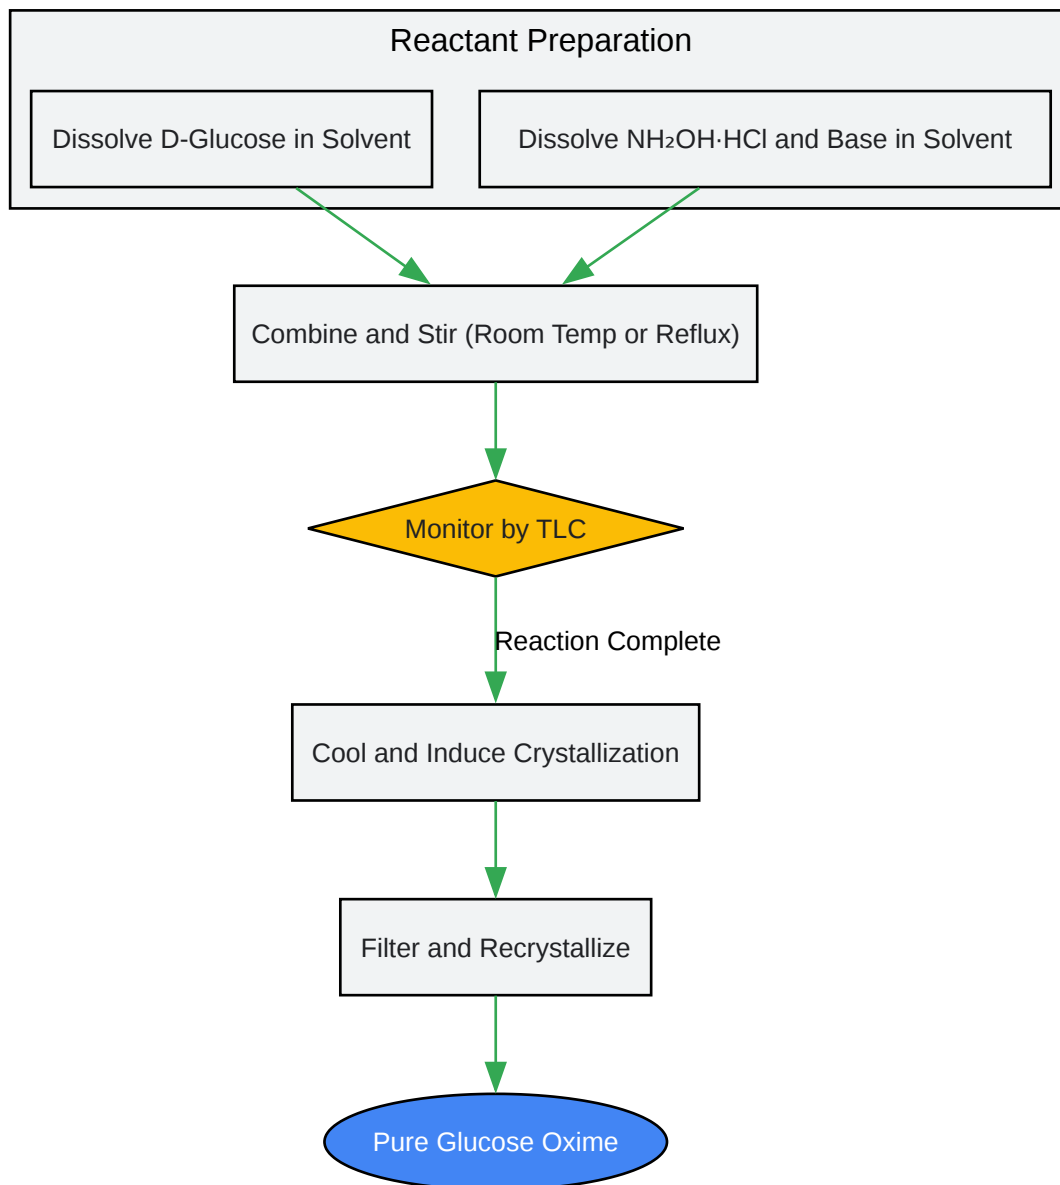 Reactant Preparation
Dissolve D-Glucose in Solvent
Dissolve NH₂OH·HCl and Base in Solvent
Combine and Stir (Room Temp or Reflux)
Monitor by TLC
Reaction Complete
Cool and Induce Crystallization
Filter and Recrystallize
Pure Glucose Oxime